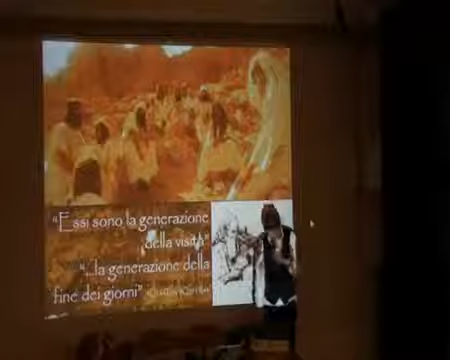 “Essi sono la generazione
della visita”
“...la generazione della
fine dei giorni”